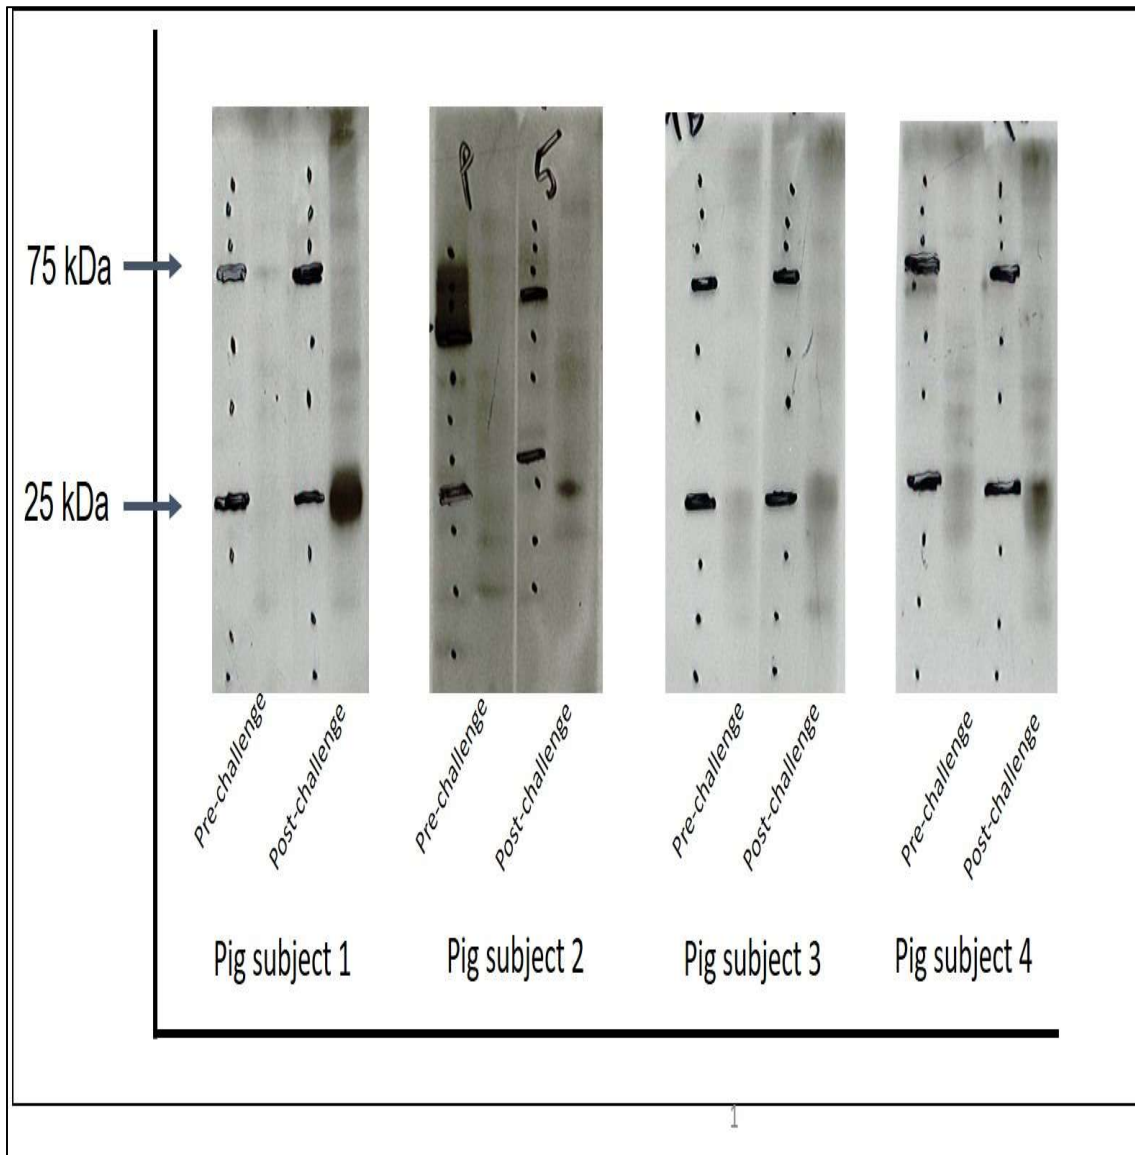 P
5
75 kDa
25 kDa
Pre-challenge
Post-challenge
Pre-challenge
Post-challenge
Pre-challenge
Post-challenge
Pre-challenge
Post-challenge
Pig subject 1
Pig subject 2
Pig subject 3
Pig subject 4
1